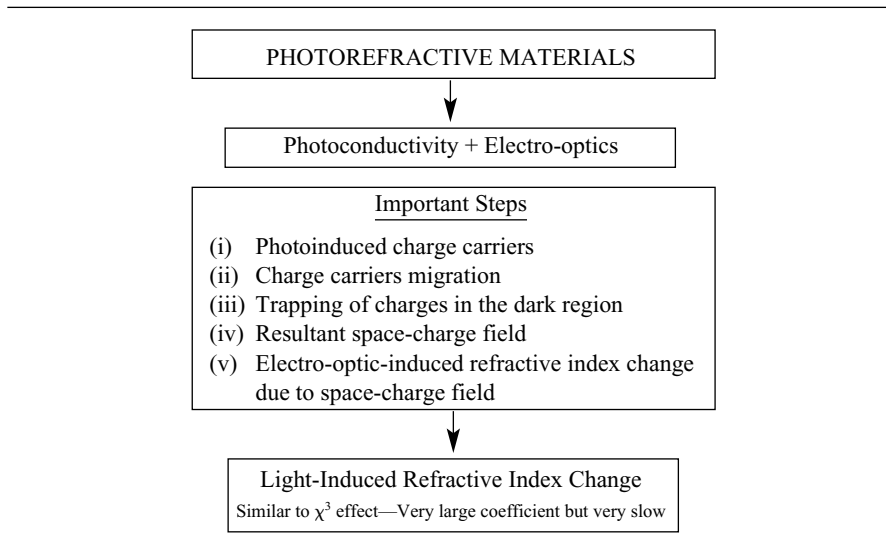 PHOTOREFRACTIVE MATERIALS
Photoconductivity + Electro-optics
Important Steps
(i) Photoinduced charge carriers
(ii) Charge carriers migration
(iii) Trapping of charges in the dark region
(iv) Resultant space-charge field
(v) Electro-optic-induced refractive index change
due to space-charge field
Light-Induced Refractive Index Change
Similar to χ³ effect—Very large coefficient but very slow